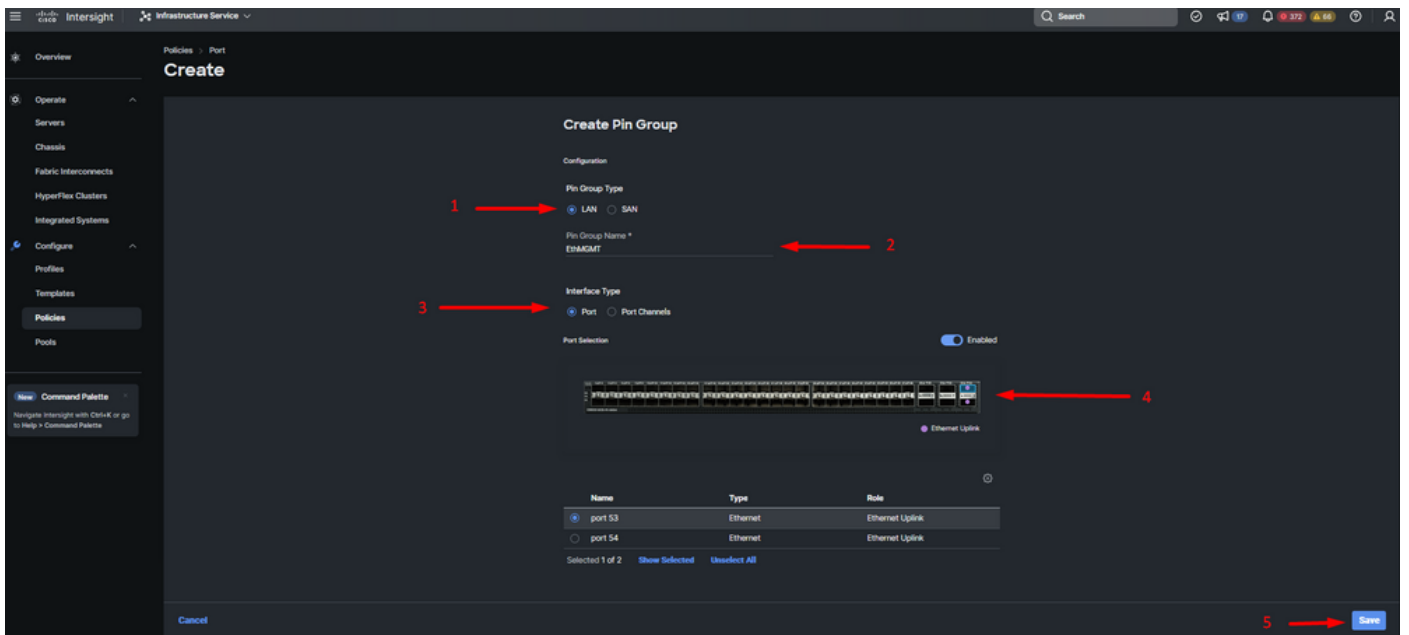 cisco Intersight
Infrastructure Service
Search
17
372
66
Overview
Operate
Servers
Chassis
Fabric Interconnects
HyperFlex Clusters
Integrated Systems
Configure
Profiles
Templates
Policies
Pools
New Command Palette
Navigate Intersight with Ctrl+K or go
to Help > Command Palette
Policies > Port
Create
Create Pin Group
Configuration
Pin Group Type
1
LAN SAN
Pin Group Name *
EthMGMT
2
Interface Type
3
Port Port Channels
Port Selection
Enabled
4
Ethernet Uplink
Name Type Role
port 53 Ethernet Ethernet Uplink
port 54 Ethernet Ethernet Uplink
Selected 1 of 2 Show Selected Unselect All
Cancel
5
Save